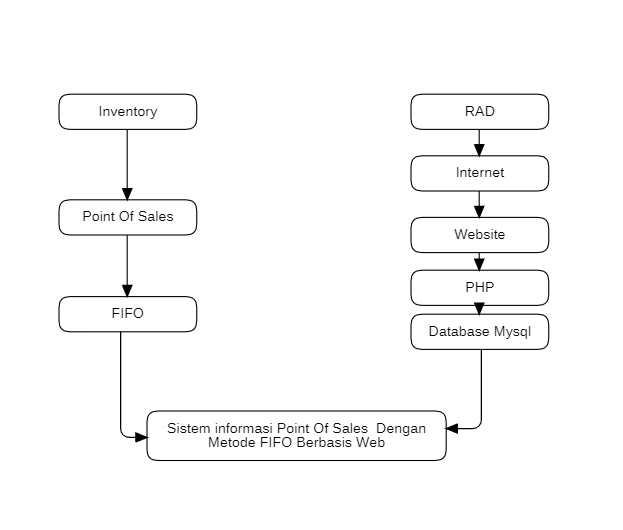 Inventory
RAD
Internet
Point Of Sales
Website
PHP
FIFO
Database Mysql
Sistem informasi Point Of Sales  Dengan
Metode FIFO Berbasis Web